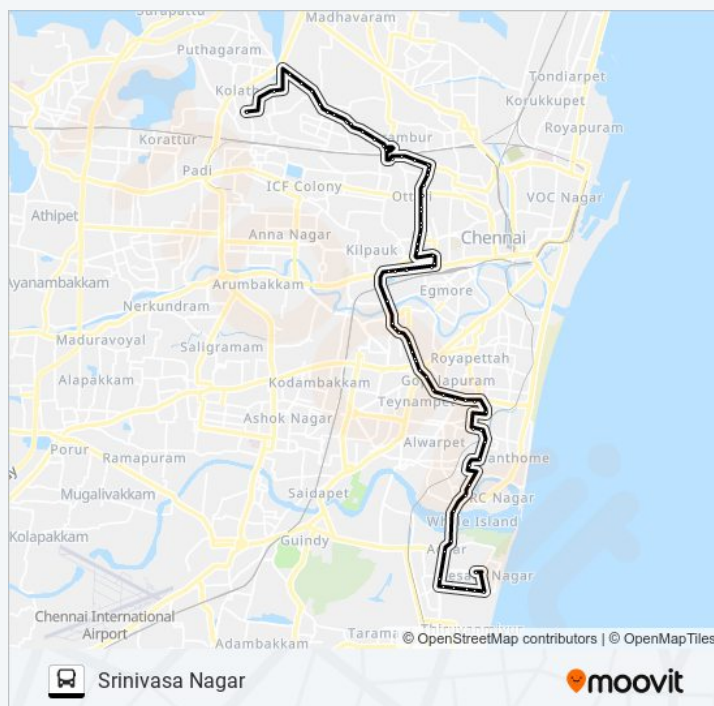 Surapattu
Madhavaram
Puthagaram
Tondiarpet
Korukkupet
Royapuram
Korattur
Padi
ICF Colony
VOC Nagar
Athipet
Anna Nagar
Chennai
Kilpauk
Ayanambakkam
Arumbakkam
Egmore
Nerkundram
Maduravoyal
Saligramam
Royapettah
Alapakkam
Kodambakkam
Ashok Nagar
Alwarpet
Porur
Ramapuram
Mugalivakkam
Saidapet
Kolapakkam
Guindy
Chennai International
Airport
Adambakkam
© OpenStreetMap contributors | © OpenMapTiles
Srinivasa Nagar
moovit